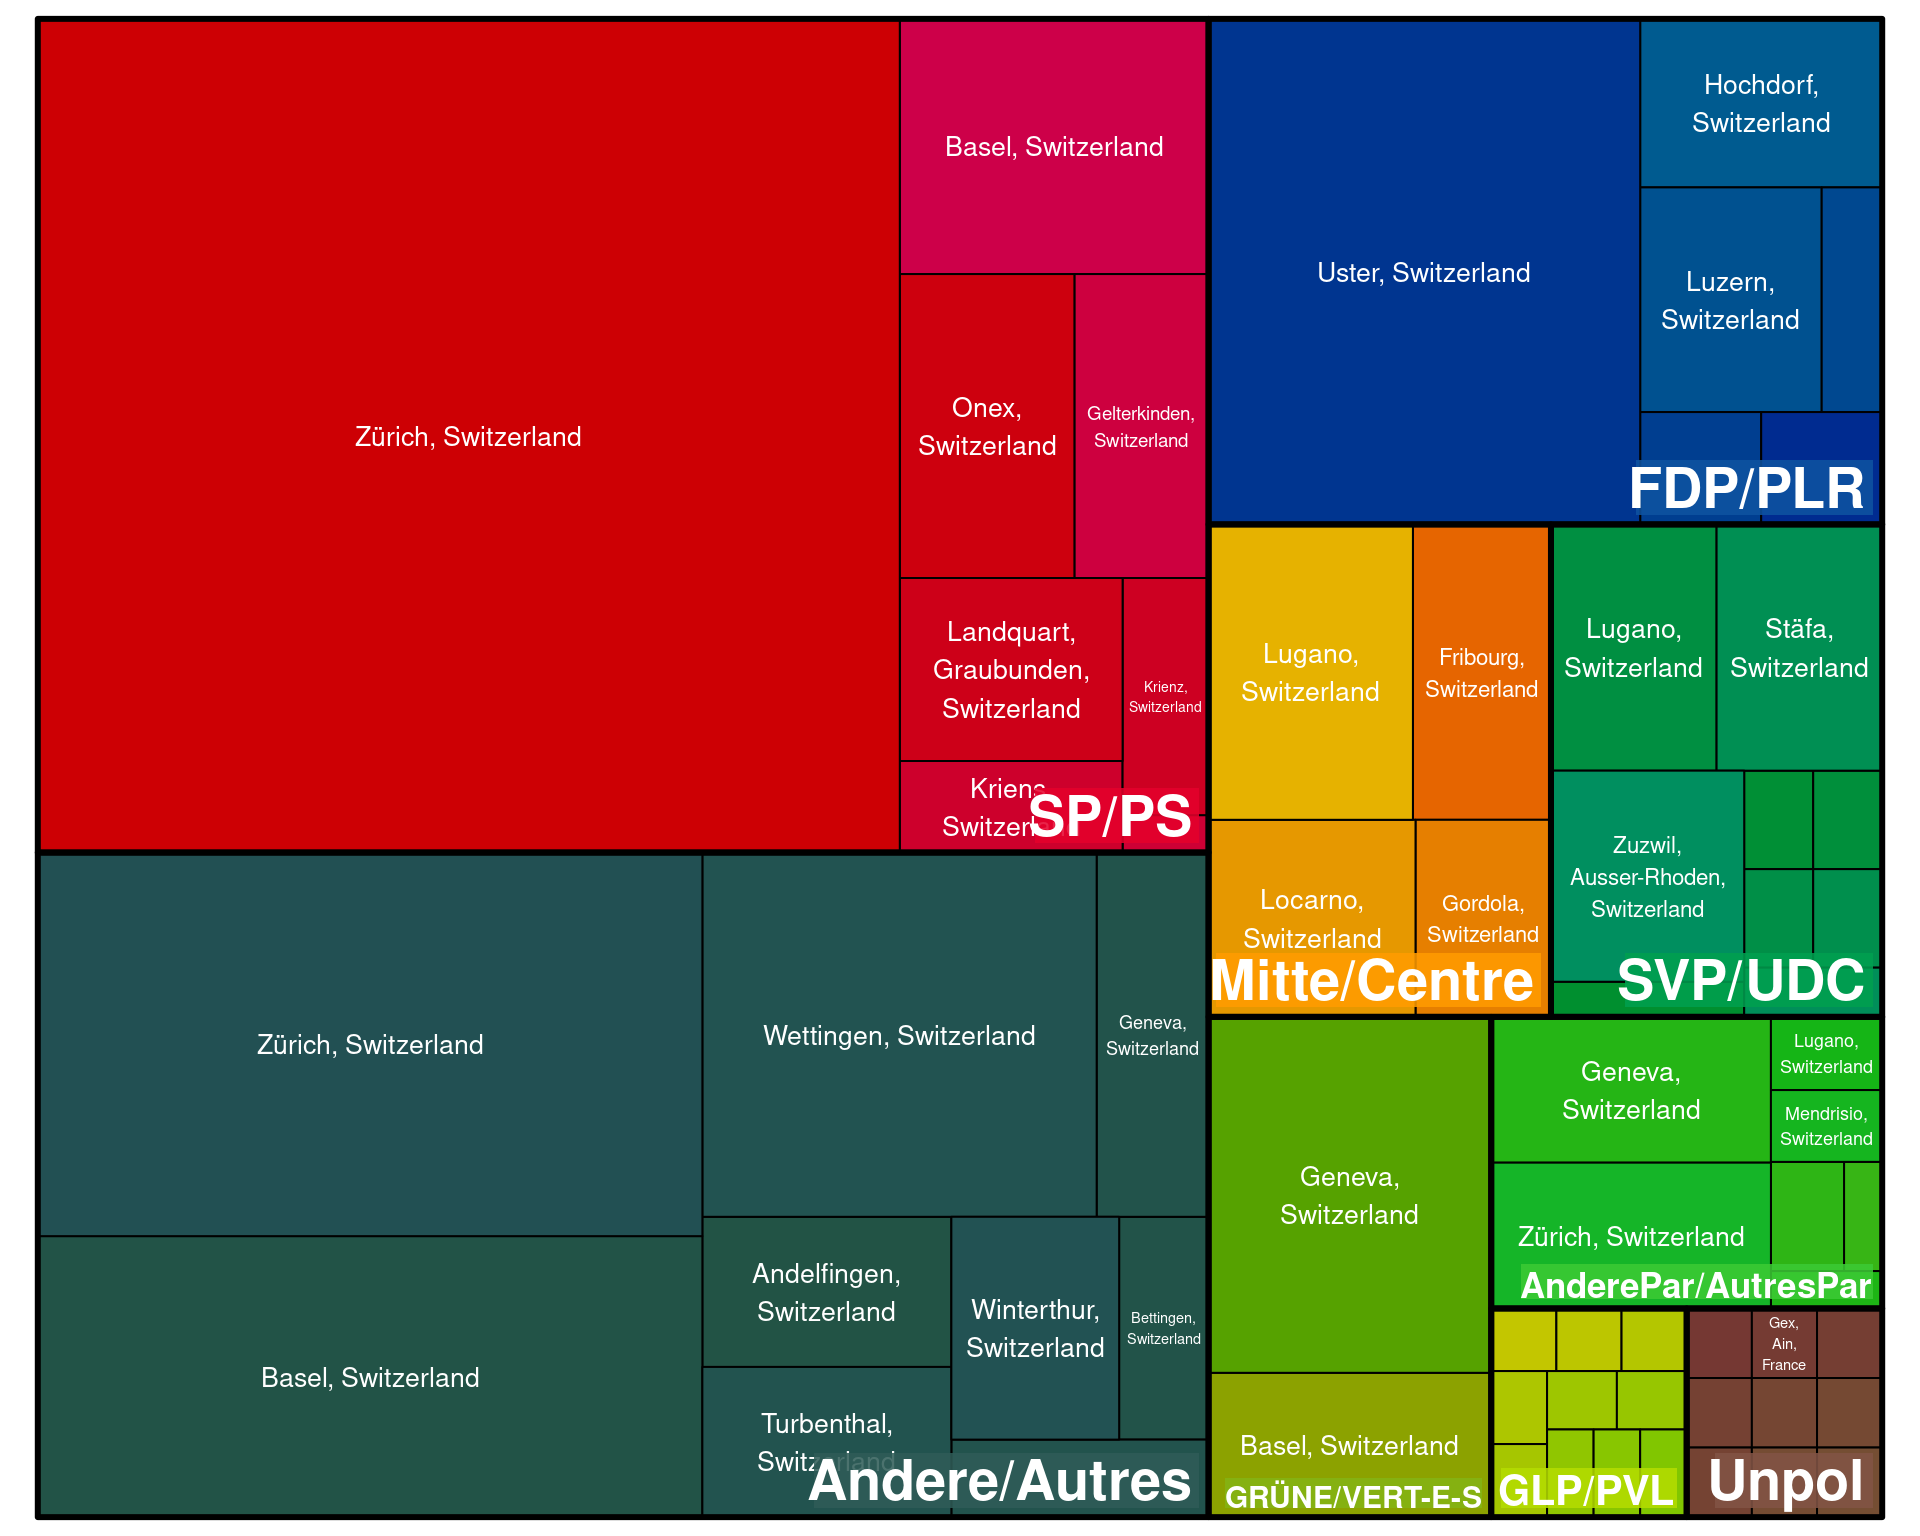 Zürich, Switzerland
Basel, Switzerland
Onex,
Switzerland
Gelterkinden,
Switzerland
Landquart,
Graubunden,
Switzerland
Krienz,
Switzerland
Kriens
Switzerl
SP/PS
Uster, Switzerland
Hochdorf,
Switzerland
Luzern,
Switzerland
FDP/PLR
Lugano,
Switzerland
Fribourg,
Switzerland
Locarno,
Switzerland
Gordola,
Switzerland
Mitte/Centre
Lugano,
Switzerland
Stäfa,
Switzerland
Zuzwil,
Ausser-Rhoden,
Switzerland
SVP/UDC
Zürich, Switzerland
Basel, Switzerland
Wettingen, Switzerland
Geneva,
Switzerland
Andelfingen,
Switzerland
Winterthur,
Switzerland
Bettingen,
Switzerland
Turbenthal,
Switzerland
Andere/Autres
Geneva,
Switzerland
Basel, Switzerland
GRÜNE/VERT-E-S
Geneva,
Switzerland
Lugano,
Switzerland
Mendrisio,
Switzerland
Zürich, Switzerland
AnderePar/AutresPar
GLP/PVL
Gex,
Ain,
France
Unpol